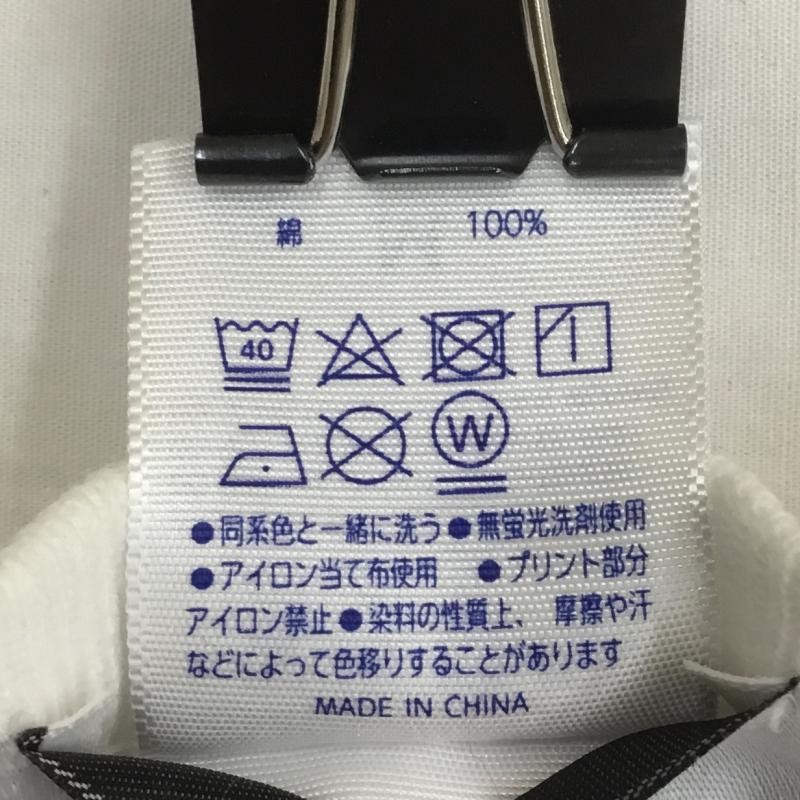 綿 100%
40
W
●同系色と一緒に洗う●無蛍光洗剤使用
●アイロン当て布使用 ●プリント部分
アイロン禁止●染料の性質上、摩擦や汗
などによって色移りすることがあります
MADE IN CHINA